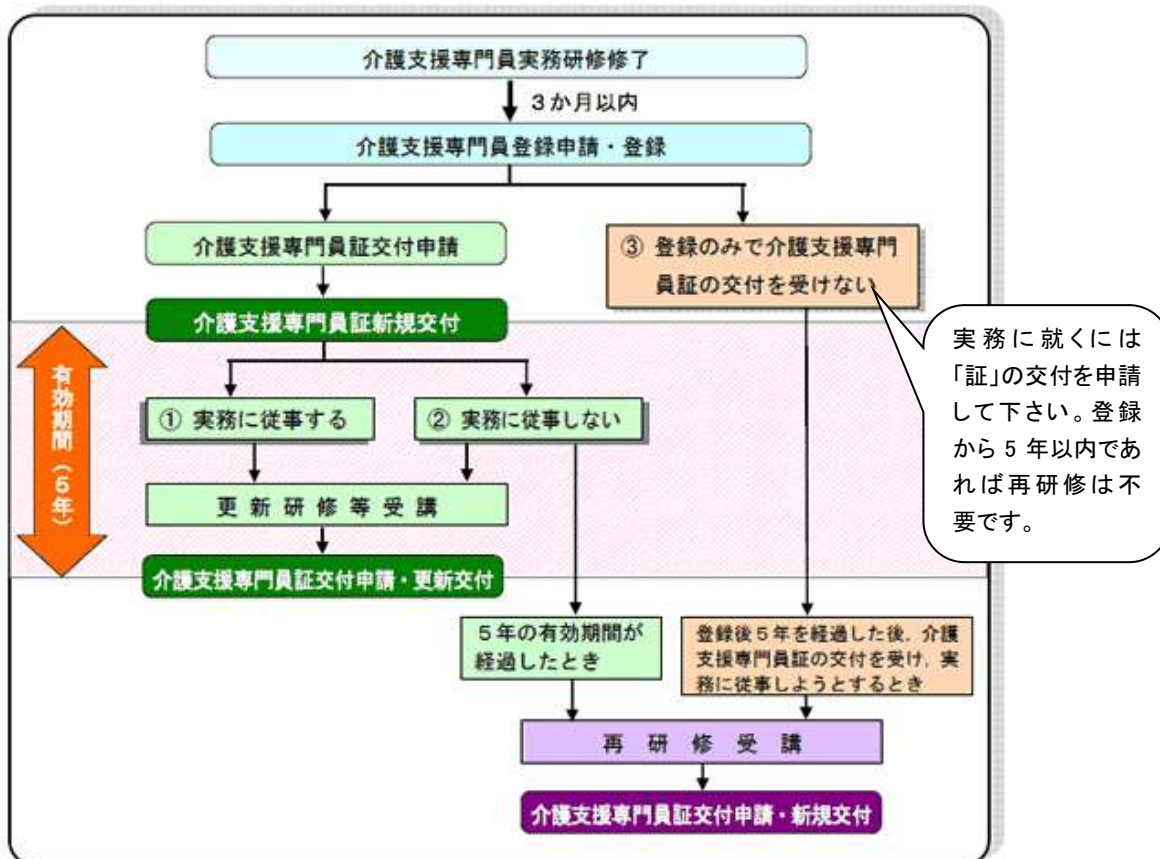 介護支援専門員実務研修修了
3か月以内
介護支援専門員登録申請・登録
介護支援専門員証交付申請
③ 登録のみで介護支援専門
員証の交付を受けない
介護支援専門員証新規交付
実務に就くには
「証」の交付を申請
して下さい。登録
から5年以内であ
れば再研修は不
要です。
有効期間(5年)
① 実務に従事する
② 実務に従事しない
更新研修等受講
介護支援専門員証交付申請・更新交付
5年の有効期間が
経過したとき
登録後5年を経過した後,介護
支援専門員証の交付を受け,実
務に従事しようとするとき
再研修受講
介護支援専門員証交付申請・新規交付